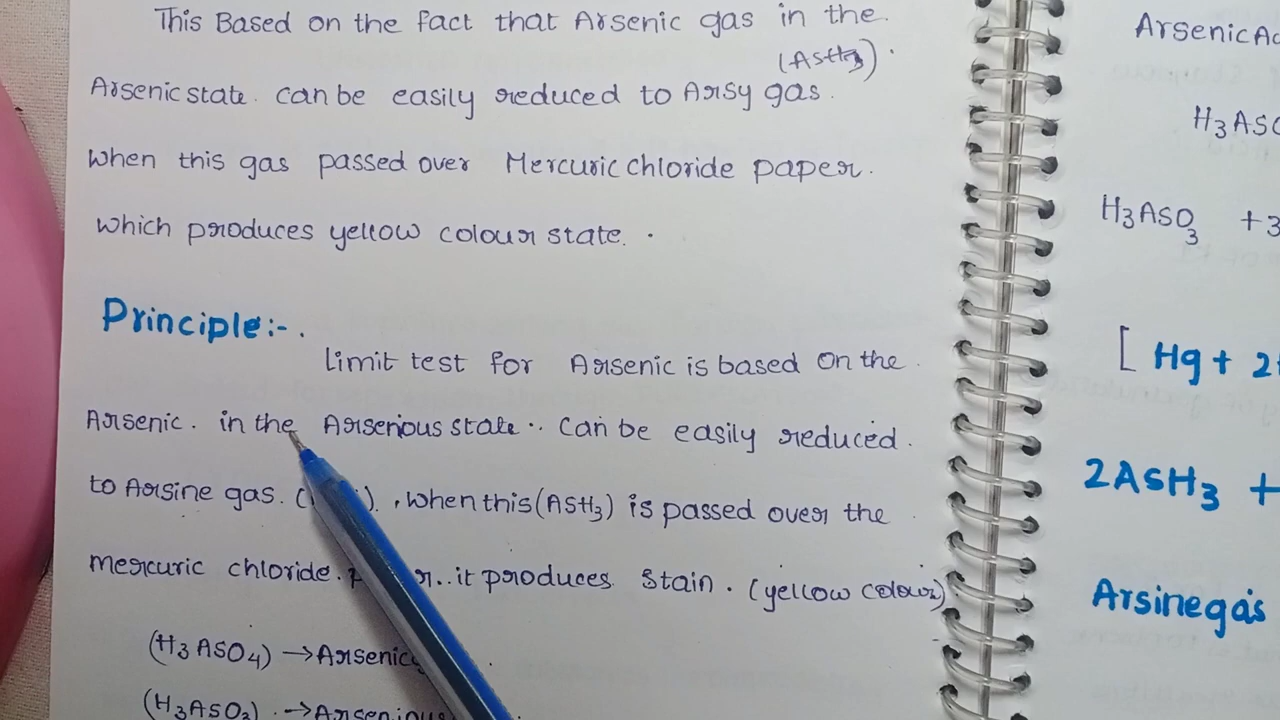 This Based on the fact that Arsenic gas in the.
(AsH3).
Arsenic state. can be easily reduced to Arsy gas.
When this gas passed over Mercuric chloride paper.
Which produces yellow colour state. .
Principle:-.
limit test for Arsenic is based on the.
Arsenic. in the Arsenious state.. can be easily reduced.
to Arsine gas. ( ). , when this (AsH3) is passed over the
mercuric chloride. it produces stain. (yellow colour).
(H3ASO4) → Arsenic
(H3ASO3). → Arsenious
Arsenic
H3AS
H3ASO3 + 3
[ Hg + 2
2ASH3 +
Arsinegas